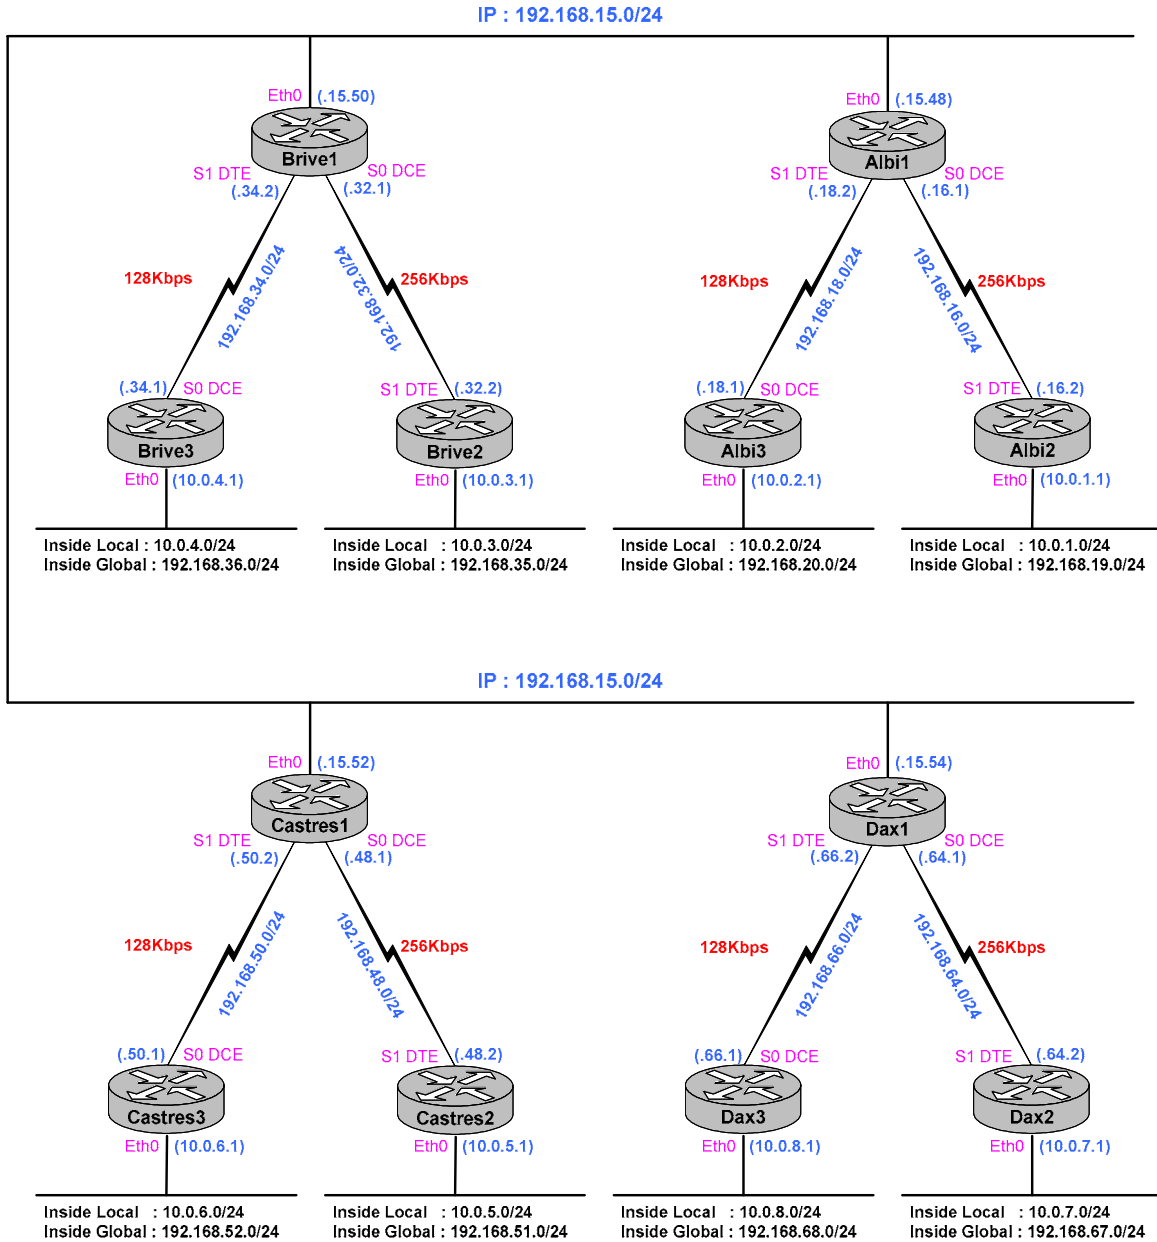 IP : 192.168.15.0/24
Eth0 (.15.50)
Eth0 (.15.48)
Brive1
Albi1
S1 DTE
S0 DCE
(.34.2)
(.32.1)
S1 DTE
S0 DCE
(.18.2)
(.16.1)
128Kbps
192.168.34.0/24
192.168.32.0/24
256Kbps
128Kbps
192.168.18.0/24
192.168.16.0/24
256Kbps
(.34.1) S0 DCE
S1 DTE (.32.2)
(.18.1) S0 DCE
S1 DTE (.16.2)
Brive3
Brive2
Albi3
Albi2
Eth0 (10.0.4.1)
Eth0 (10.0.3.1)
Eth0 (10.0.2.1)
Eth0 (10.0.1.1)
Inside Local : 10.0.4.0/24
Inside Global : 192.168.36.0/24
Inside Local : 10.0.3.0/24
Inside Global : 192.168.35.0/24
Inside Local : 10.0.2.0/24
Inside Global : 192.168.20.0/24
Inside Local : 10.0.1.0/24
Inside Global : 192.168.19.0/24
IP : 192.168.15.0/24
Eth0 (.15.52)
Eth0 (.15.54)
Castres1
Dax1
S1 DTE
S0 DCE
(.50.2)
(.48.1)
S1 DTE
S0 DCE
(.66.2)
(.64.1)
128Kbps
192.168.50.0/24
192.168.48.0/24
256Kbps
128Kbps
192.168.66.0/24
192.168.64.0/24
256Kbps
(.50.1) S0 DCE
S1 DTE (.48.2)
(.66.1) S0 DCE
S1 DTE (.64.2)
Castres3
Castres2
Dax3
Dax2
Eth0 (10.0.6.1)
Eth0 (10.0.5.1)
Eth0 (10.0.8.1)
Eth0 (10.0.7.1)
Inside Local : 10.0.6.0/24
Inside Global : 192.168.52.0/24
Inside Local : 10.0.5.0/24
Inside Global : 192.168.51.0/24
Inside Local : 10.0.8.0/24
Inside Global : 192.168.68.0/24
Inside Local : 10.0.7.0/24
Inside Global : 192.168.67.0/24